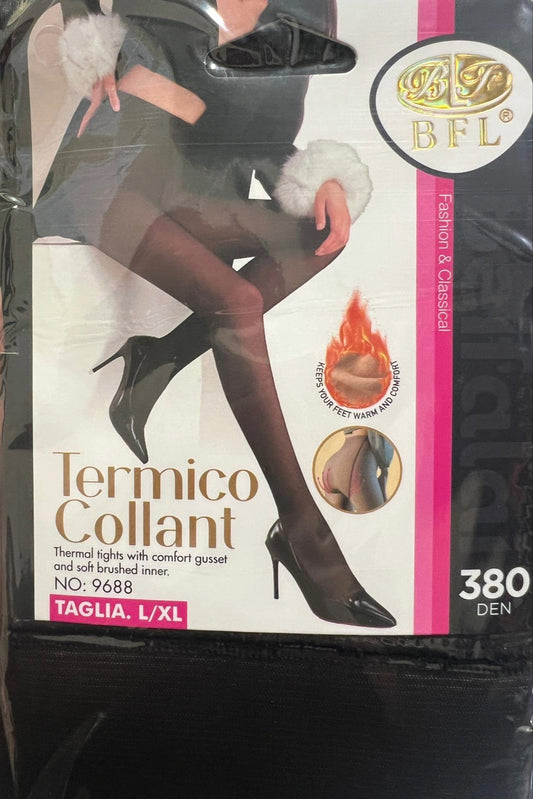 BFL
BFL®
Fashion & Classical
KEEPS YOUR FEET WARM AND COMFORT
Termico
Collant
Thermal tights with comfort gusset
and soft brushed inner.
NO: 9688
TAGLIA. L/XL
380
DEN